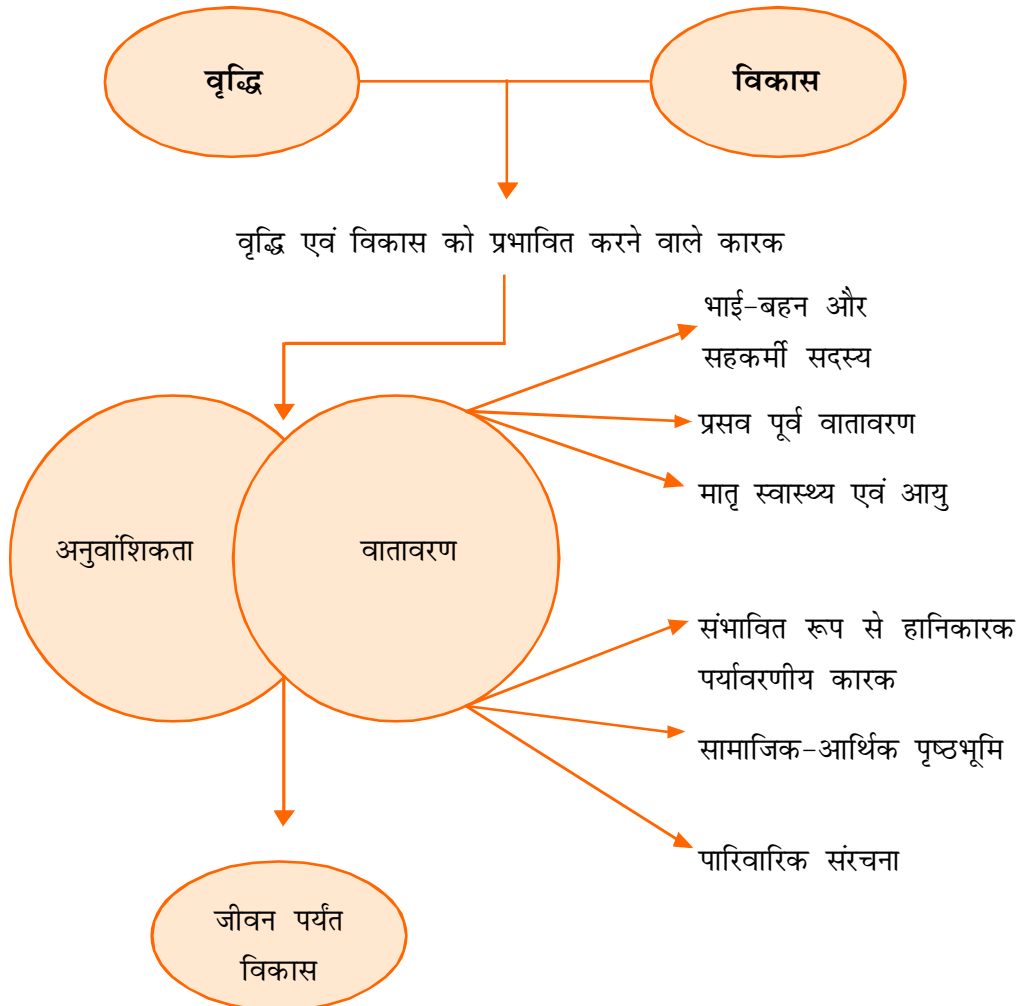 वृद्धि
विकास
वृद्धि एवं विकास को प्रभावित करने वाले कारक
भाई-बहन और
सहकर्मी सदस्य
प्रसव पूर्व वातावरण
मातृ स्वास्थ्य एवं आयु
अनुवांशिकता
वातावरण
संभावित रूप से हानिकारक
पर्यावरणीय कारक
सामाजिक-आर्थिक पृष्ठभूमि
पारिवारिक संरचना
जीवन पर्यंत
विकास